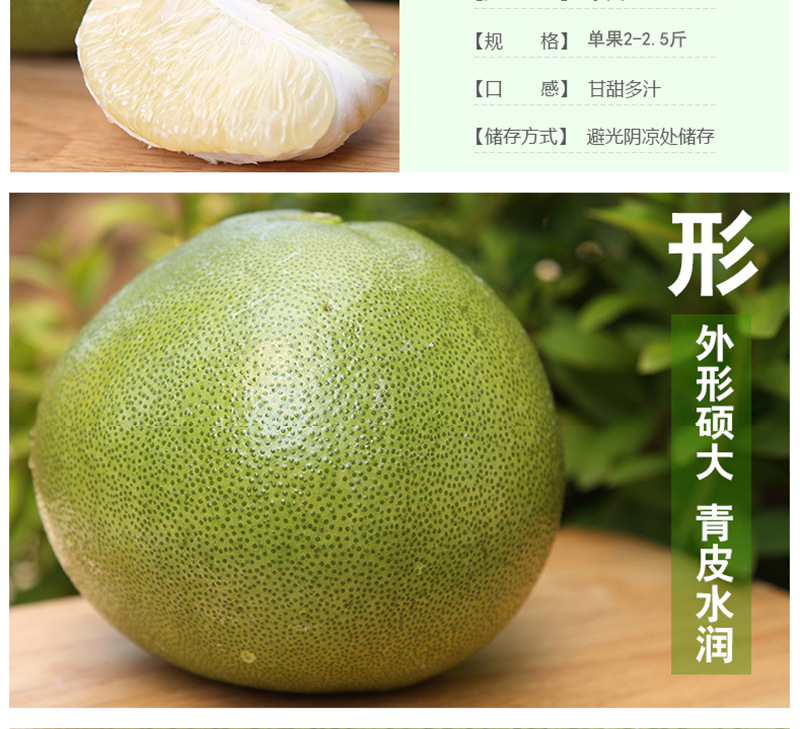 【规 格】 单果2-2.5斤
【口 感】 甘甜多汁
【储存方式】 避光阴凉处储存
形
外形硕大 青皮水润